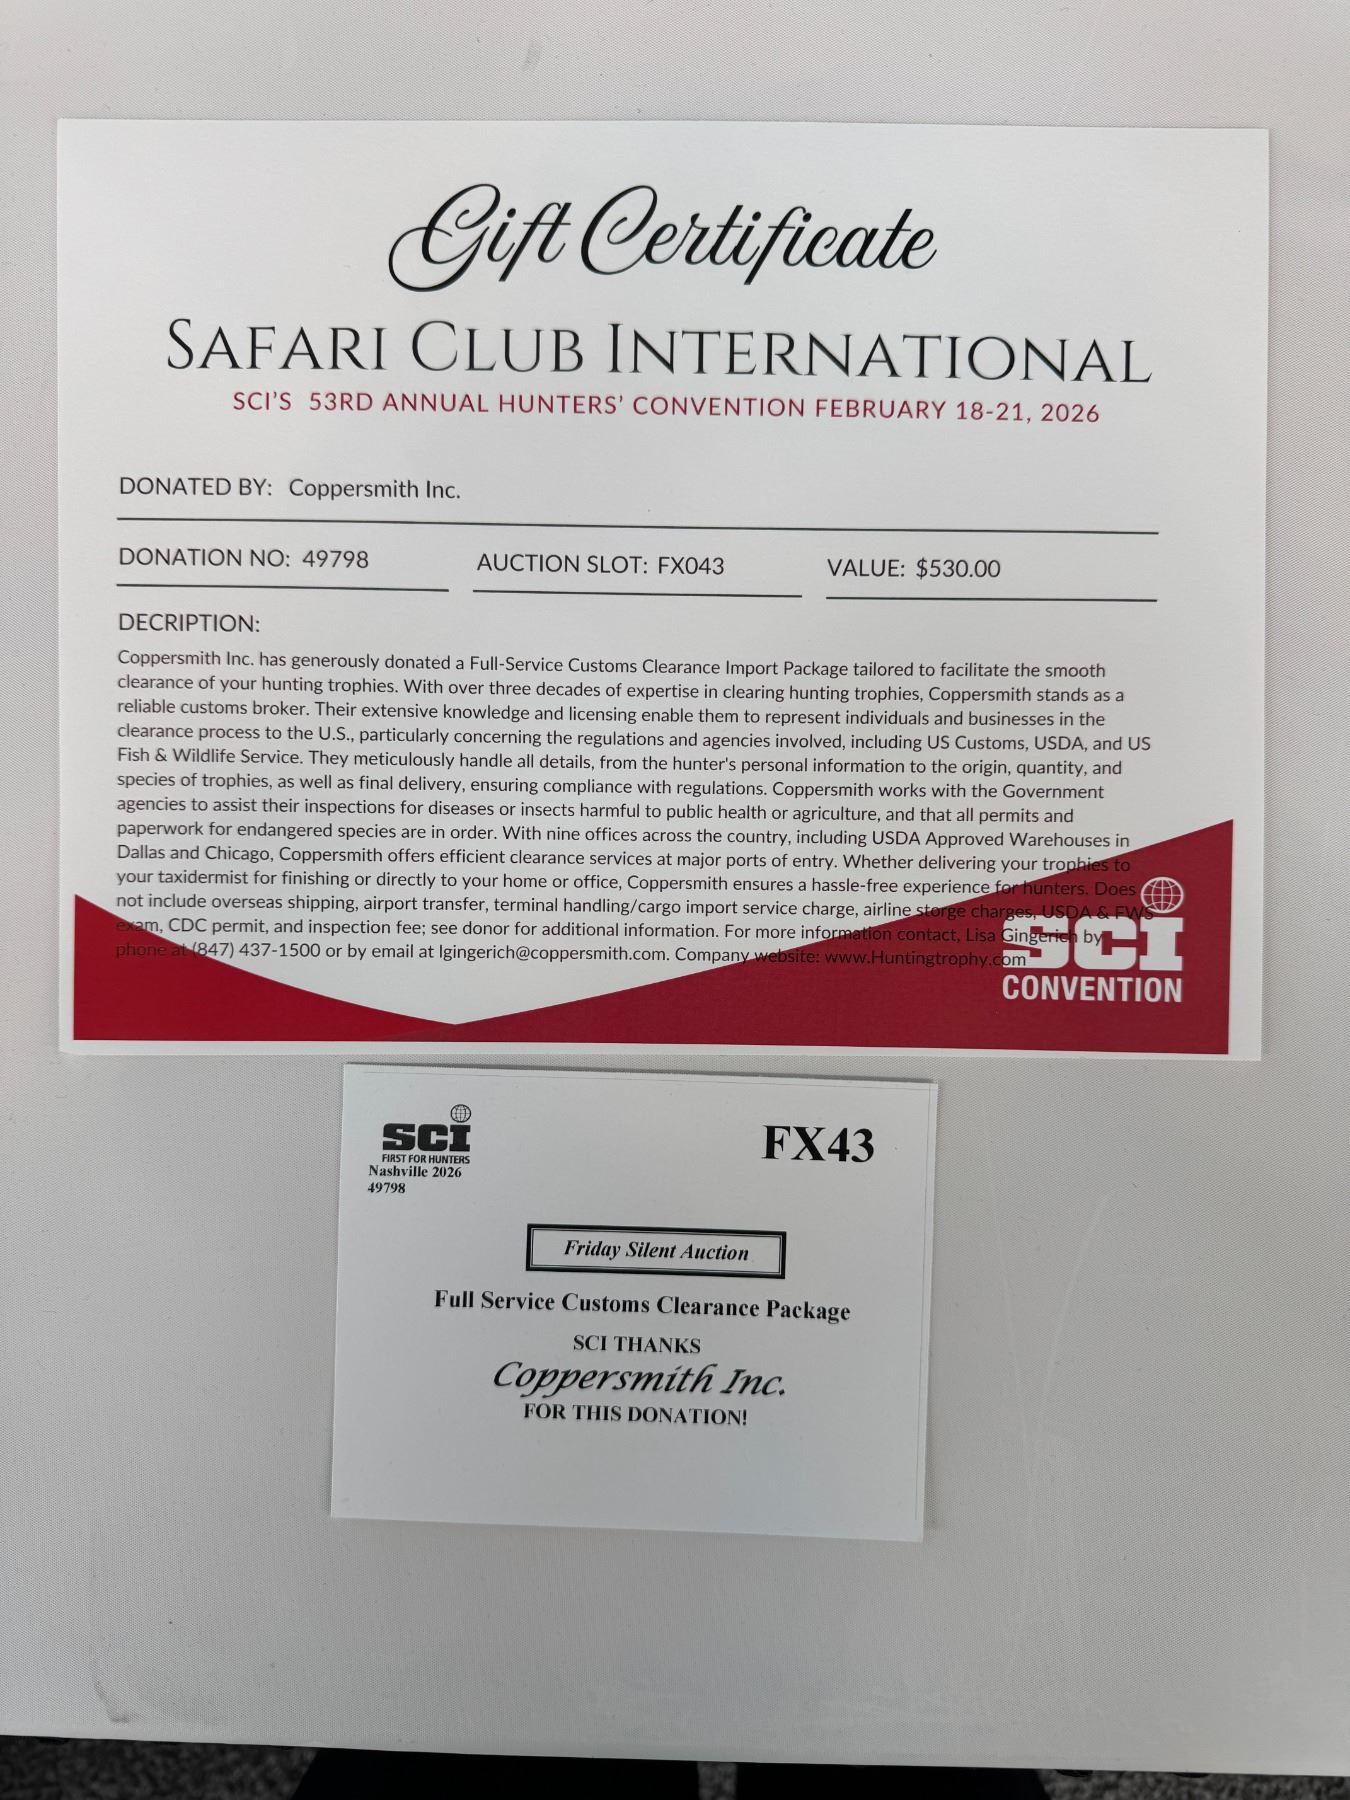 Gift Certificate
SAFARI CLUB INTERNATIONAL
SCI'S 53RD ANNUAL HUNTERS' CONVENTION FEBRUARY 18-21, 2026
DONATED BY: Coppersmith Inc.
DONATION NO: 49798 AUCTION SLOT: FX043 VALUE: $530.00
DECRIPTION:
Coppersmith Inc. has generously donated a Full-Service Customs Clearance Import Package tailored to facilitate the smooth
clearance of your hunting trophies. With over three decades of expertise in clearing hunting trophies, Coppersmith stands as a
reliable customs broker. Their extensive knowledge and licensing enable them to represent individuals and businesses in the
clearance process to the U.S., particularly concerning the regulations and agencies involved, including US Customs, USDA, and US
Fish & Wildlife Service. They meticulously handle all details, from the hunter's personal information to the origin, quantity, and
species of trophies, as well as final delivery, ensuring compliance with regulations. Coppersmith works with the Government
agencies to assist their inspections for diseases or insects harmful to public health or agriculture, and that all permits and
paperwork for endangered species are in order. With nine offices across the country, including USDA Approved Warehouses in
Dallas and Chicago, Coppersmith offers efficient clearance services at major ports of entry. Whether delivering your trophies to
your taxidermist for finishing or directly to your home or office, Coppersmith ensures a hassle-free experience for hunters. Does
not include overseas shipping, airport transfer, terminal handling/cargo import service charge, airline storge charges, USDA & FWS
exam, CDC permit, and inspection fee; see donor for additional information. For more information contact, Lisa Gingerich by
phone at (847) 437-1500 or by email at lgingerich@coppersmith.com. Company website: www.Huntingtrophy.com
SCI
CONVENTION
SCI
FIRST FOR HUNTERS
Nashville 2026
49798
FX43
Friday Silent Auction
Full Service Customs Clearance Package
SCI THANKS
Coppersmith Inc.
FOR THIS DONATION!